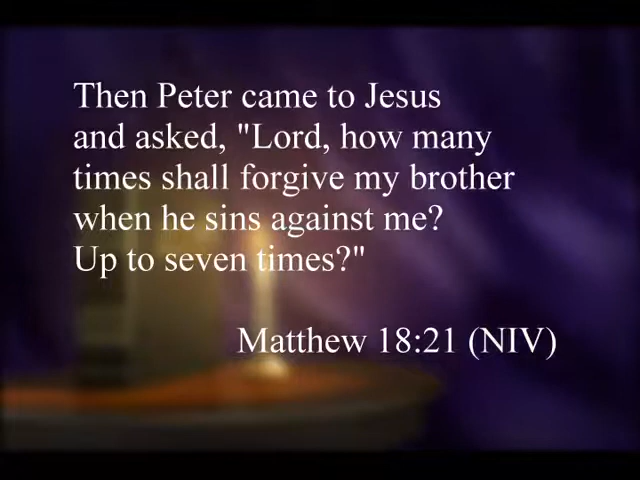 Then Peter came to Jesus
and asked, "Lord, how many
times shall forgive my brother
when he sins against me?
Up to seven times?"
Matthew 18:21 (NIV)